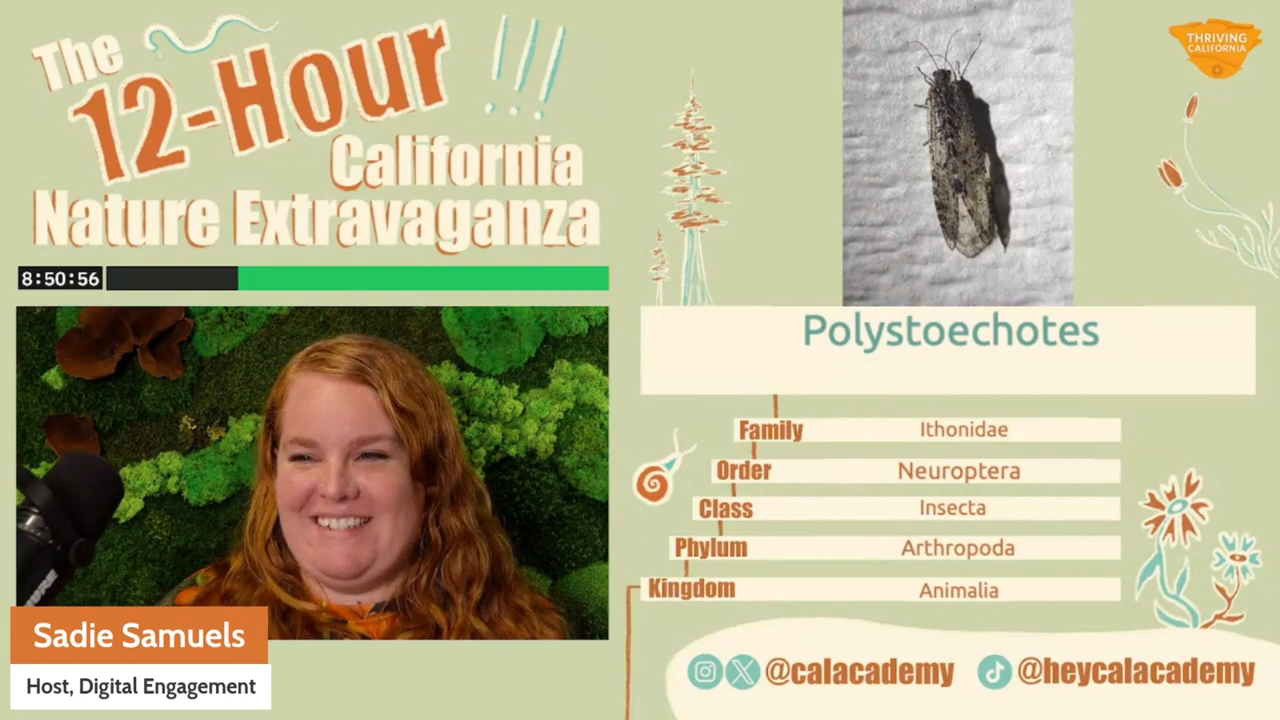 The
12-Hour
!!!
California
Nature Extravaganza
8:50:56
Sadie Samuels
Host, Digital Engagement
THRIVING
CALIFORNIA
Polystoechotes
Family Ithonidae
Order Neuroptera
Class Insecta
Phylum Arthropoda
Kingdom Animalia
@calacademy @heycalacademy